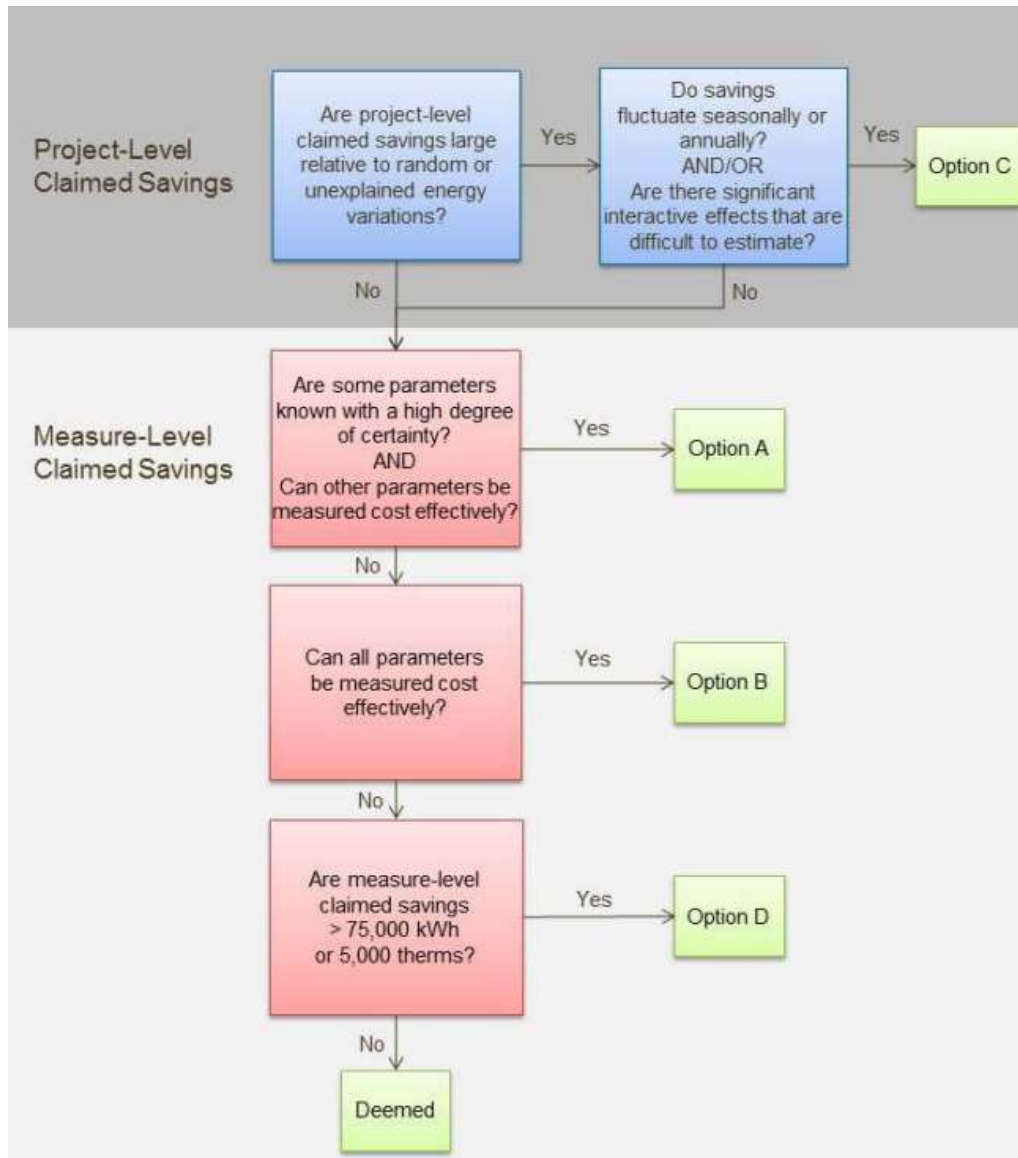 Project-Level
Claimed Savings
Are project-level
claimed savings large
relative to random or
unexplained energy
variations?
Yes
Do savings
fluctuate seasonally or
annually?
AND/OR
Are there significant
interactive effects that are
difficult to estimate?
Yes
Option C
No
No
Measure-Level
Claimed Savings
Are some parameters
known with a high degree
of certainty?
AND
Can other parameters be
measured cost effectively?
Yes
Option A
No
Can all parameters
be measured cost
effectively?
Yes
Option B
No
Are measure-level
claimed savings
> 75,000 kWh
or 5,000 therms?
Yes
Option D
No
Deemed